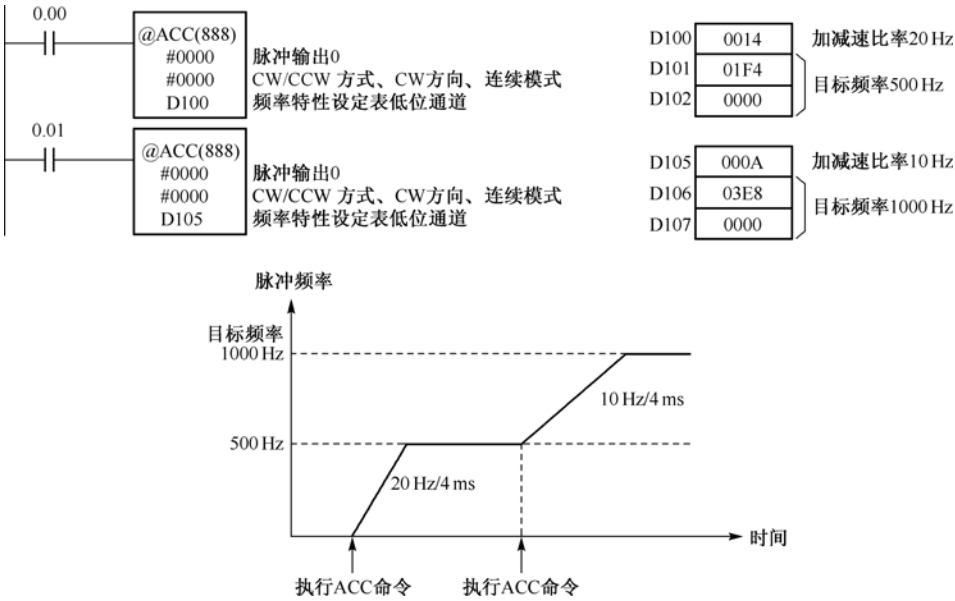 0.00
@ACC(888)
#0000 脉冲输出0
#0000 CW/CCW 方式、CW方向、连续模式
D100 频率特性设定表低位通道
D100 0014 加减速比率20 Hz
D101 01F4
目标频率500 Hz
D102 0000
0.01
@ACC(888)
#0000 脉冲输出0
#0000 CW/CCW 方式、CW方向、连续模式
D105 频率特性设定表低位通道
D105 000A 加减速比率10 Hz
D106 03E8
目标频率1000 Hz
D107 0000
脉冲频率
目标频率
1000 Hz
10 Hz/4 ms
500 Hz
20 Hz/4 ms
时间
执行ACC命令 执行ACC命令